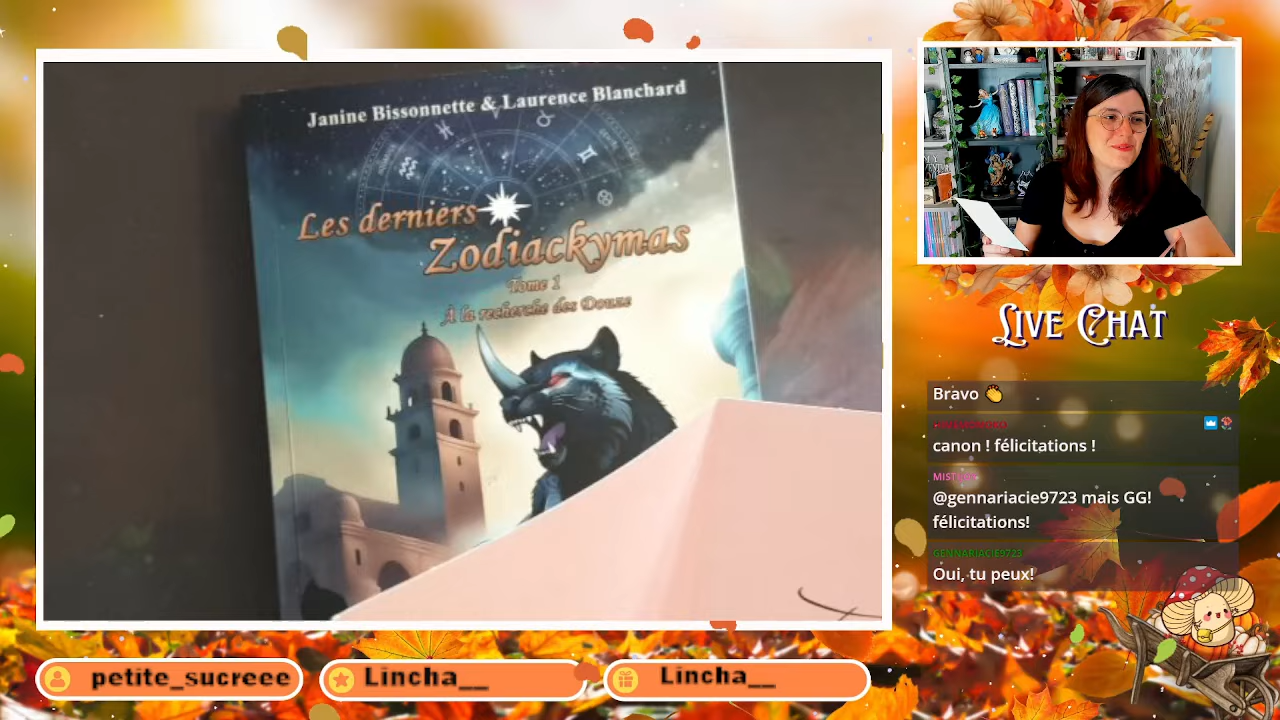 Janine Bissonnette & Laurence Blanchard
Les derniers
Zodiackymas
Tome 1
À la recherche des Douze
LIVE CHAT
Bravo 👏
canon ! félicitations !
@gennariacie9723 mais GG!
félicitations!
GENNARIACIE9723
Oui, tu peux!
petite_sucreee
Lincha__
Lincha__